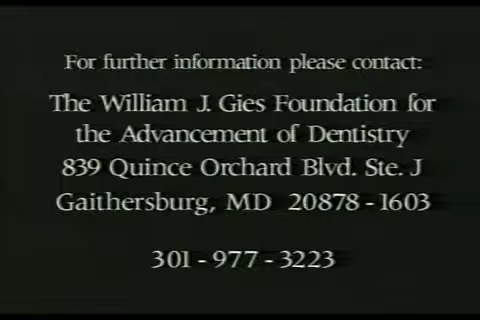 For further information please contact:
The William J. Gies Foundation for
the Advancement of Dentistry
839 Quince Orchard Blvd. Ste. J
Gaithersburg, MD 20878 - 1603
301 - 977 - 3223